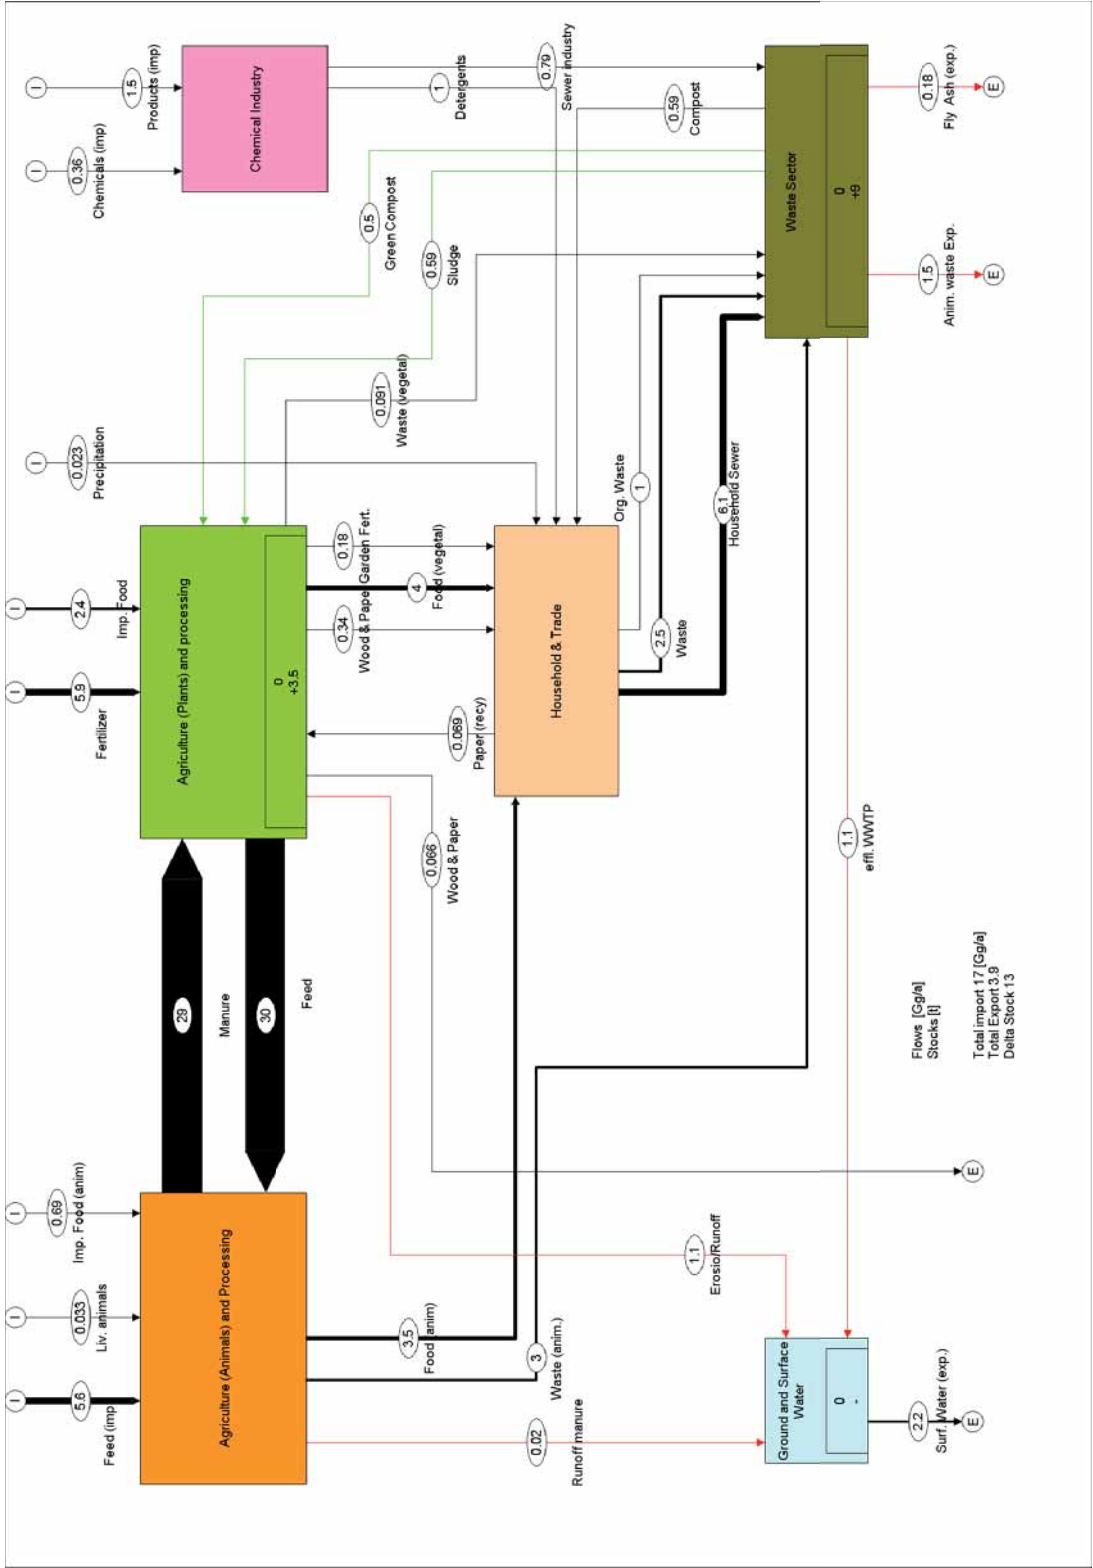 I
I
I
I
I
I
I
I
5.6
Feed (imp
0.033
Liv. animals
0.69
Imp. Food (anim)
5.9
Fertilizer
2.4
Imp. Food
0.023
Precipitation
0.36
Chemicals (imp)
1.5
Products (imp)
Agriculture (Animals) and Processing
29
Manure
30
Feed
Agriculture (Plants) and processing
0
+3.5
Chemical Industry
0.5
Green Compost
0.59
Sludge
1
Detergents
0.79
Sewer industry
0.091
Waste (vegetal)
0.34
Wood & Paper
0.18
Garden Fert.
4
Food (vegetal)
0.069
Paper (recy)
0.066
Wood & Paper
3.5
Food (anim)
3
Waste (anim.)
0.02
Runoff manure
Household & Trade
Org. Waste
1
2.5
Waste
6.1
Household Sewer
0.59
Compost
1.1
Erosio/Runoff
Ground and Surface
Water
0
-
Waste Sector
0
+9
1.1
effl. WWTP
2.2
Surf. Water (exp.)
1.5
Anim. waste Exp.
0.18
Fly Ash (exp.)
E
E
E
E
Flows [Gg/a]
Stocks [t]
Total import 17 [Gg/a]
Total Export 3.9
Delta Stock 13